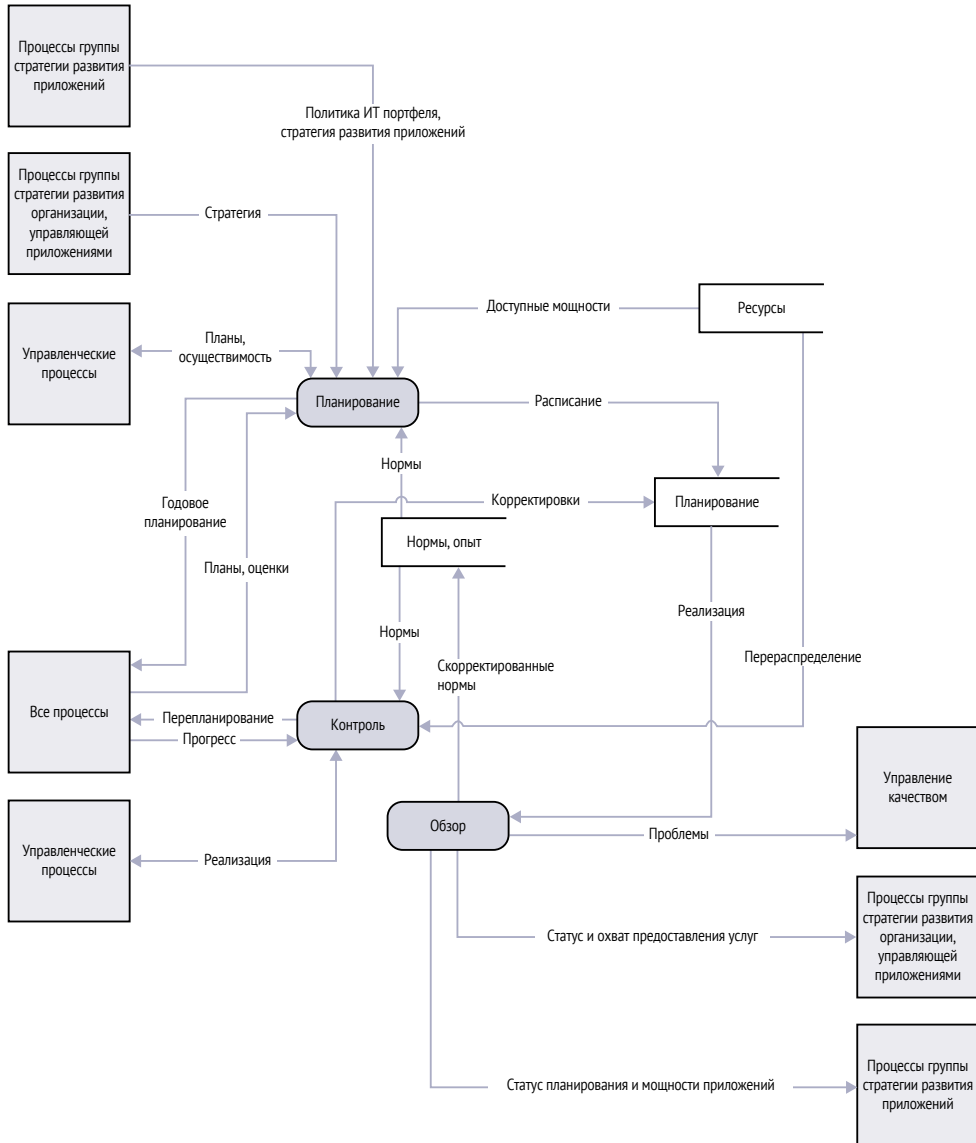 Процессы группы
стратегии развития
приложений
Политика ИТ портфеля,
стратегия развития приложений
Процессы группы
стратегии развития
организации,
управляющей
приложениями
Стратегия
Доступные мощности
Ресурсы
Управленческие
процессы
Планы,
осуществимость
Планирование
Расписание
Нормы
Годовое
планирование
Корректировки
Планирование
Нормы, опыт
Планы, оценки
Реализация
Нормы
Скорректированные
нормы
Перераспределение
Все процессы
Перепланирование
Прогресс
Контроль
Управление
качеством
Обзор
Проблемы
Управленческие
процессы
Реализация
Статус и охват предоставления услуг
Процессы группы
стратегии развития
организации,
управляющей
приложениями
Статус планирования и мощности приложений
Процессы группы
стратегии развития
приложений